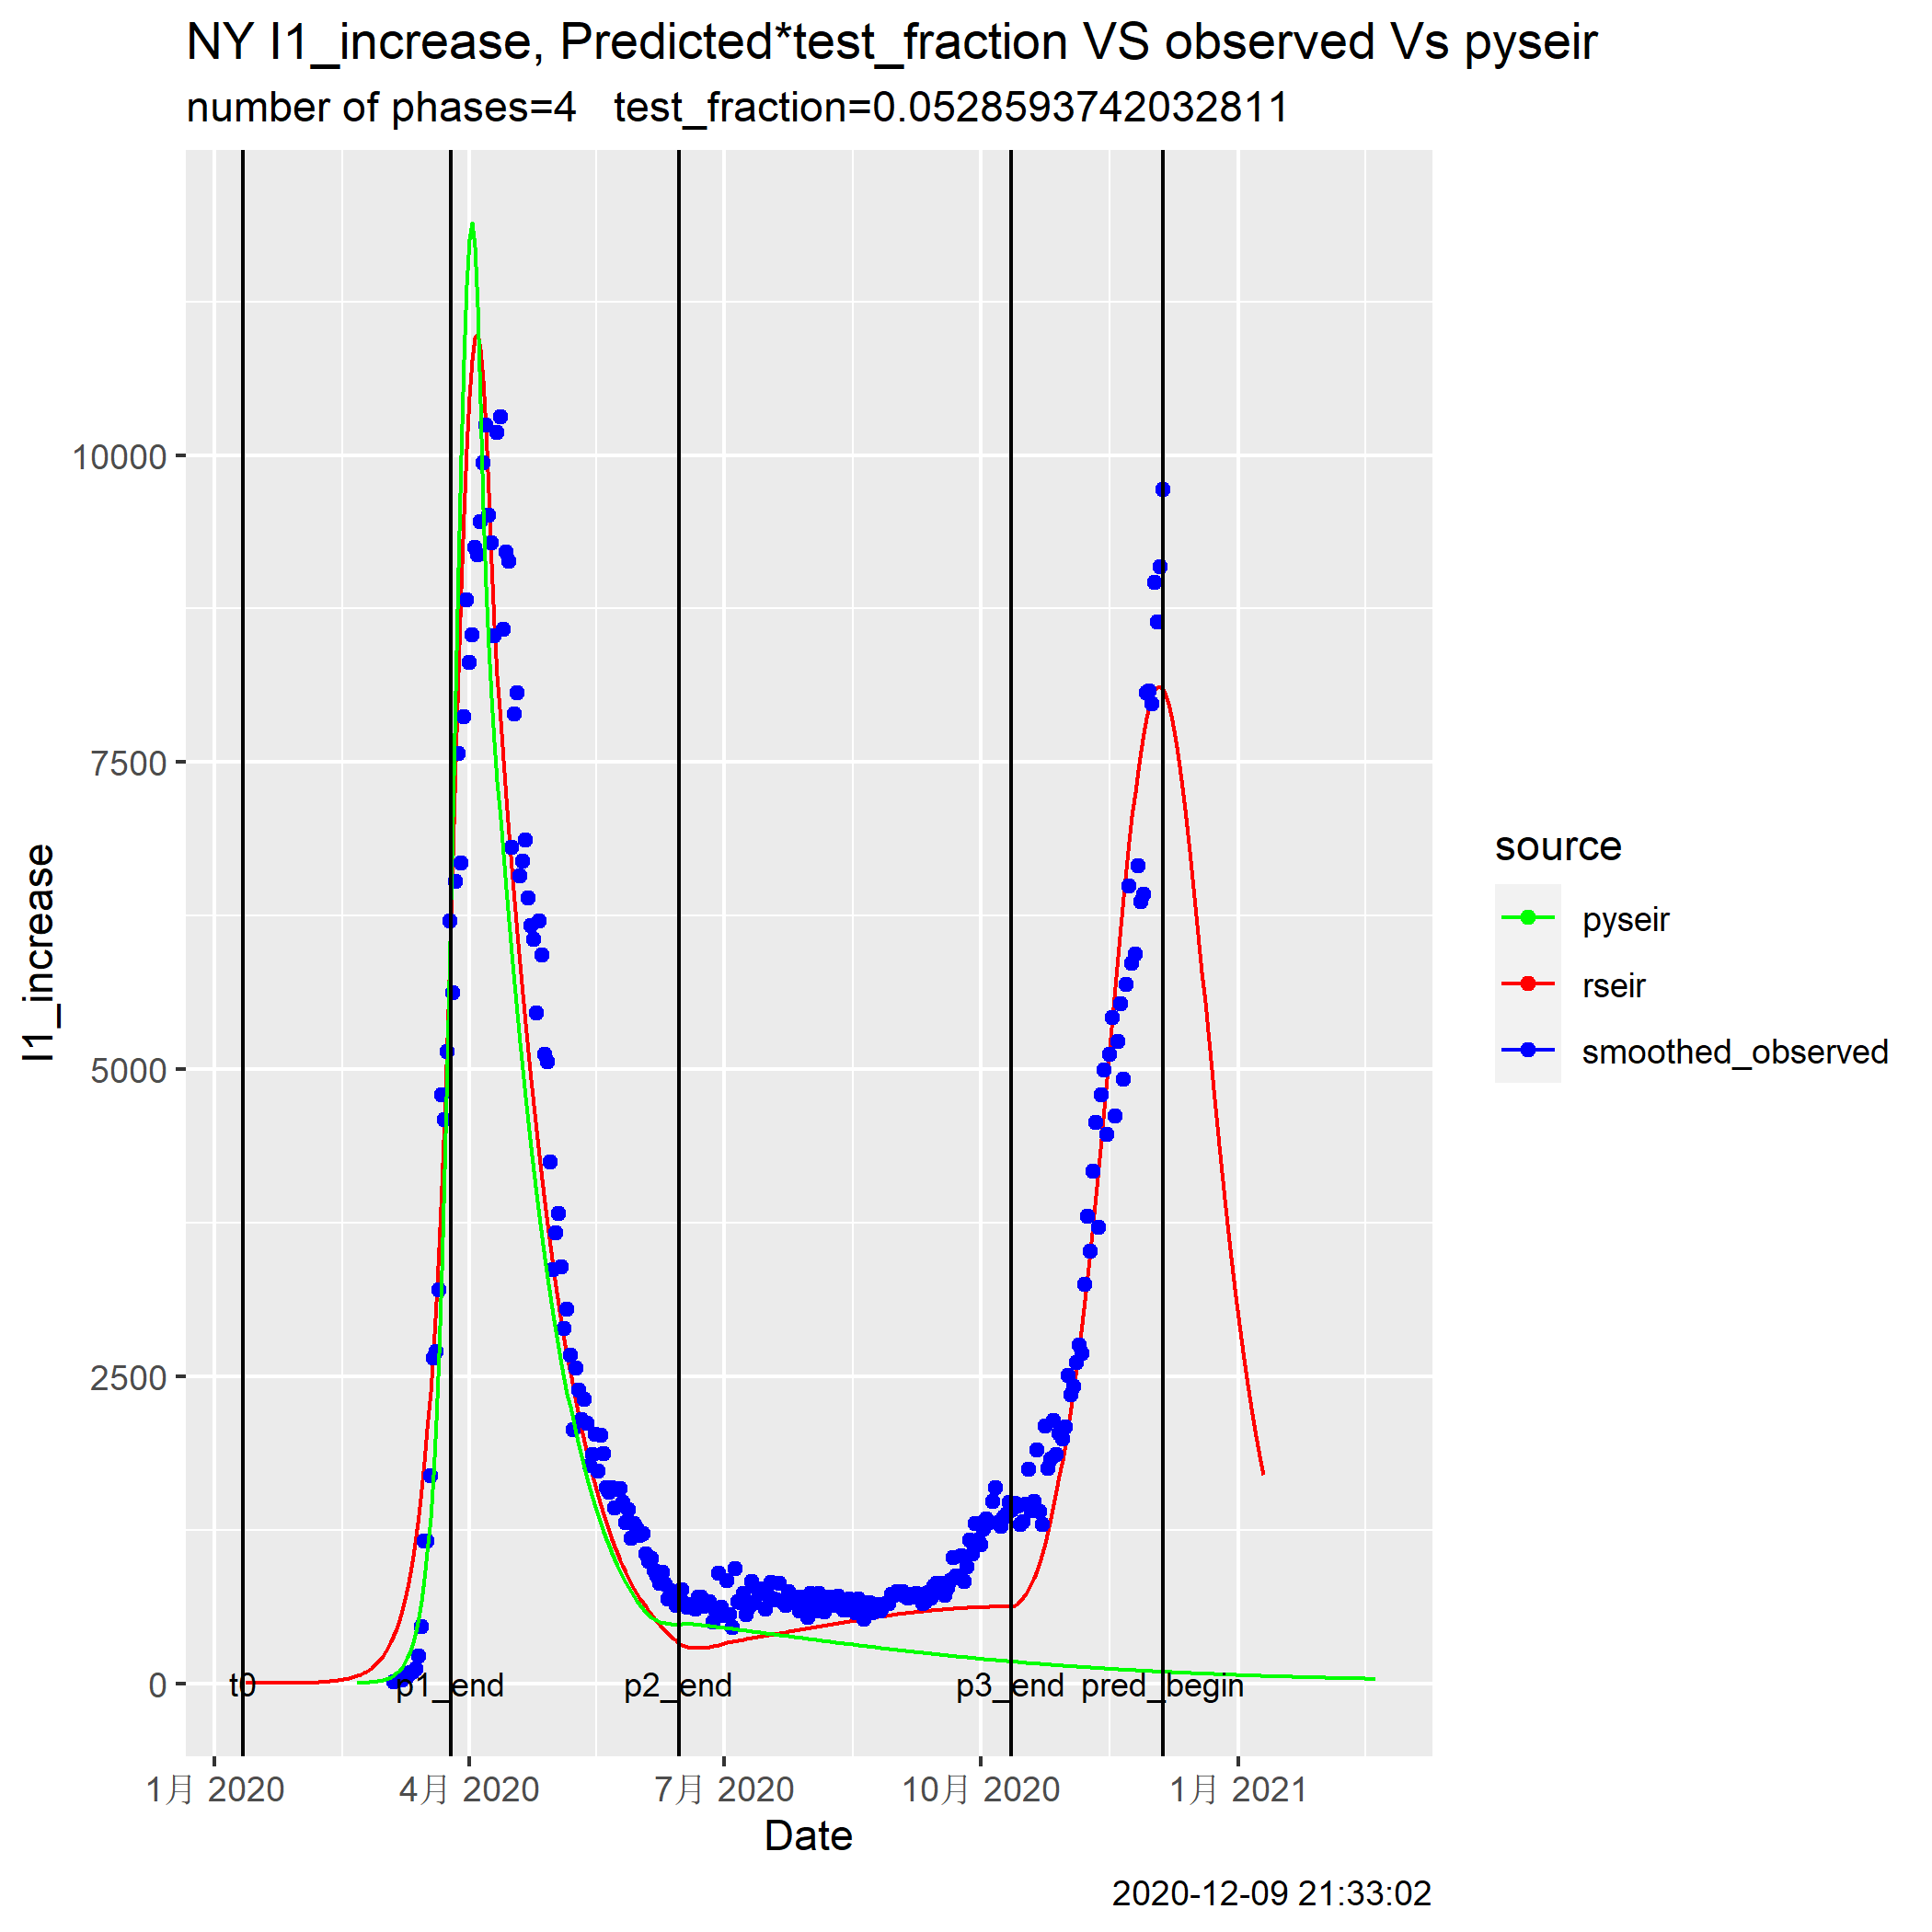 NY I1_increase, Predicted*test_fraction VS observed Vs pyseir
number of phases=4 test_fraction=0.0528593742032811
I1_increase
10000
7500
5000
2500
0
t0
p1_end
p2_end
p3_end
pred_begin
1月 2020
4月 2020
7月 2020
10月 2020
1月 2021
Date
source
pyseir
rseir
smoothed_observed
2020-12-09 21:33:02